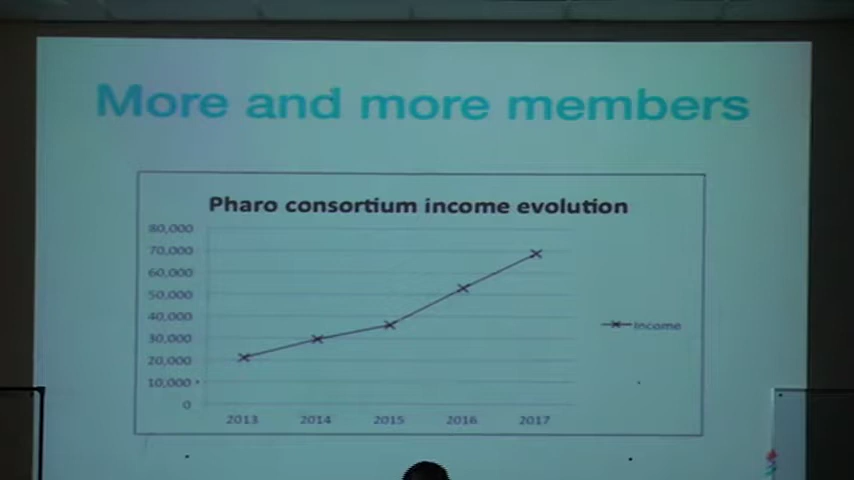 More and more members
Pharo consortium income evolution
80,000
70,000
60,000
50,000
40,000
30,000
20,000
10,000
0
2013 2014 2015 2016 2017
Income